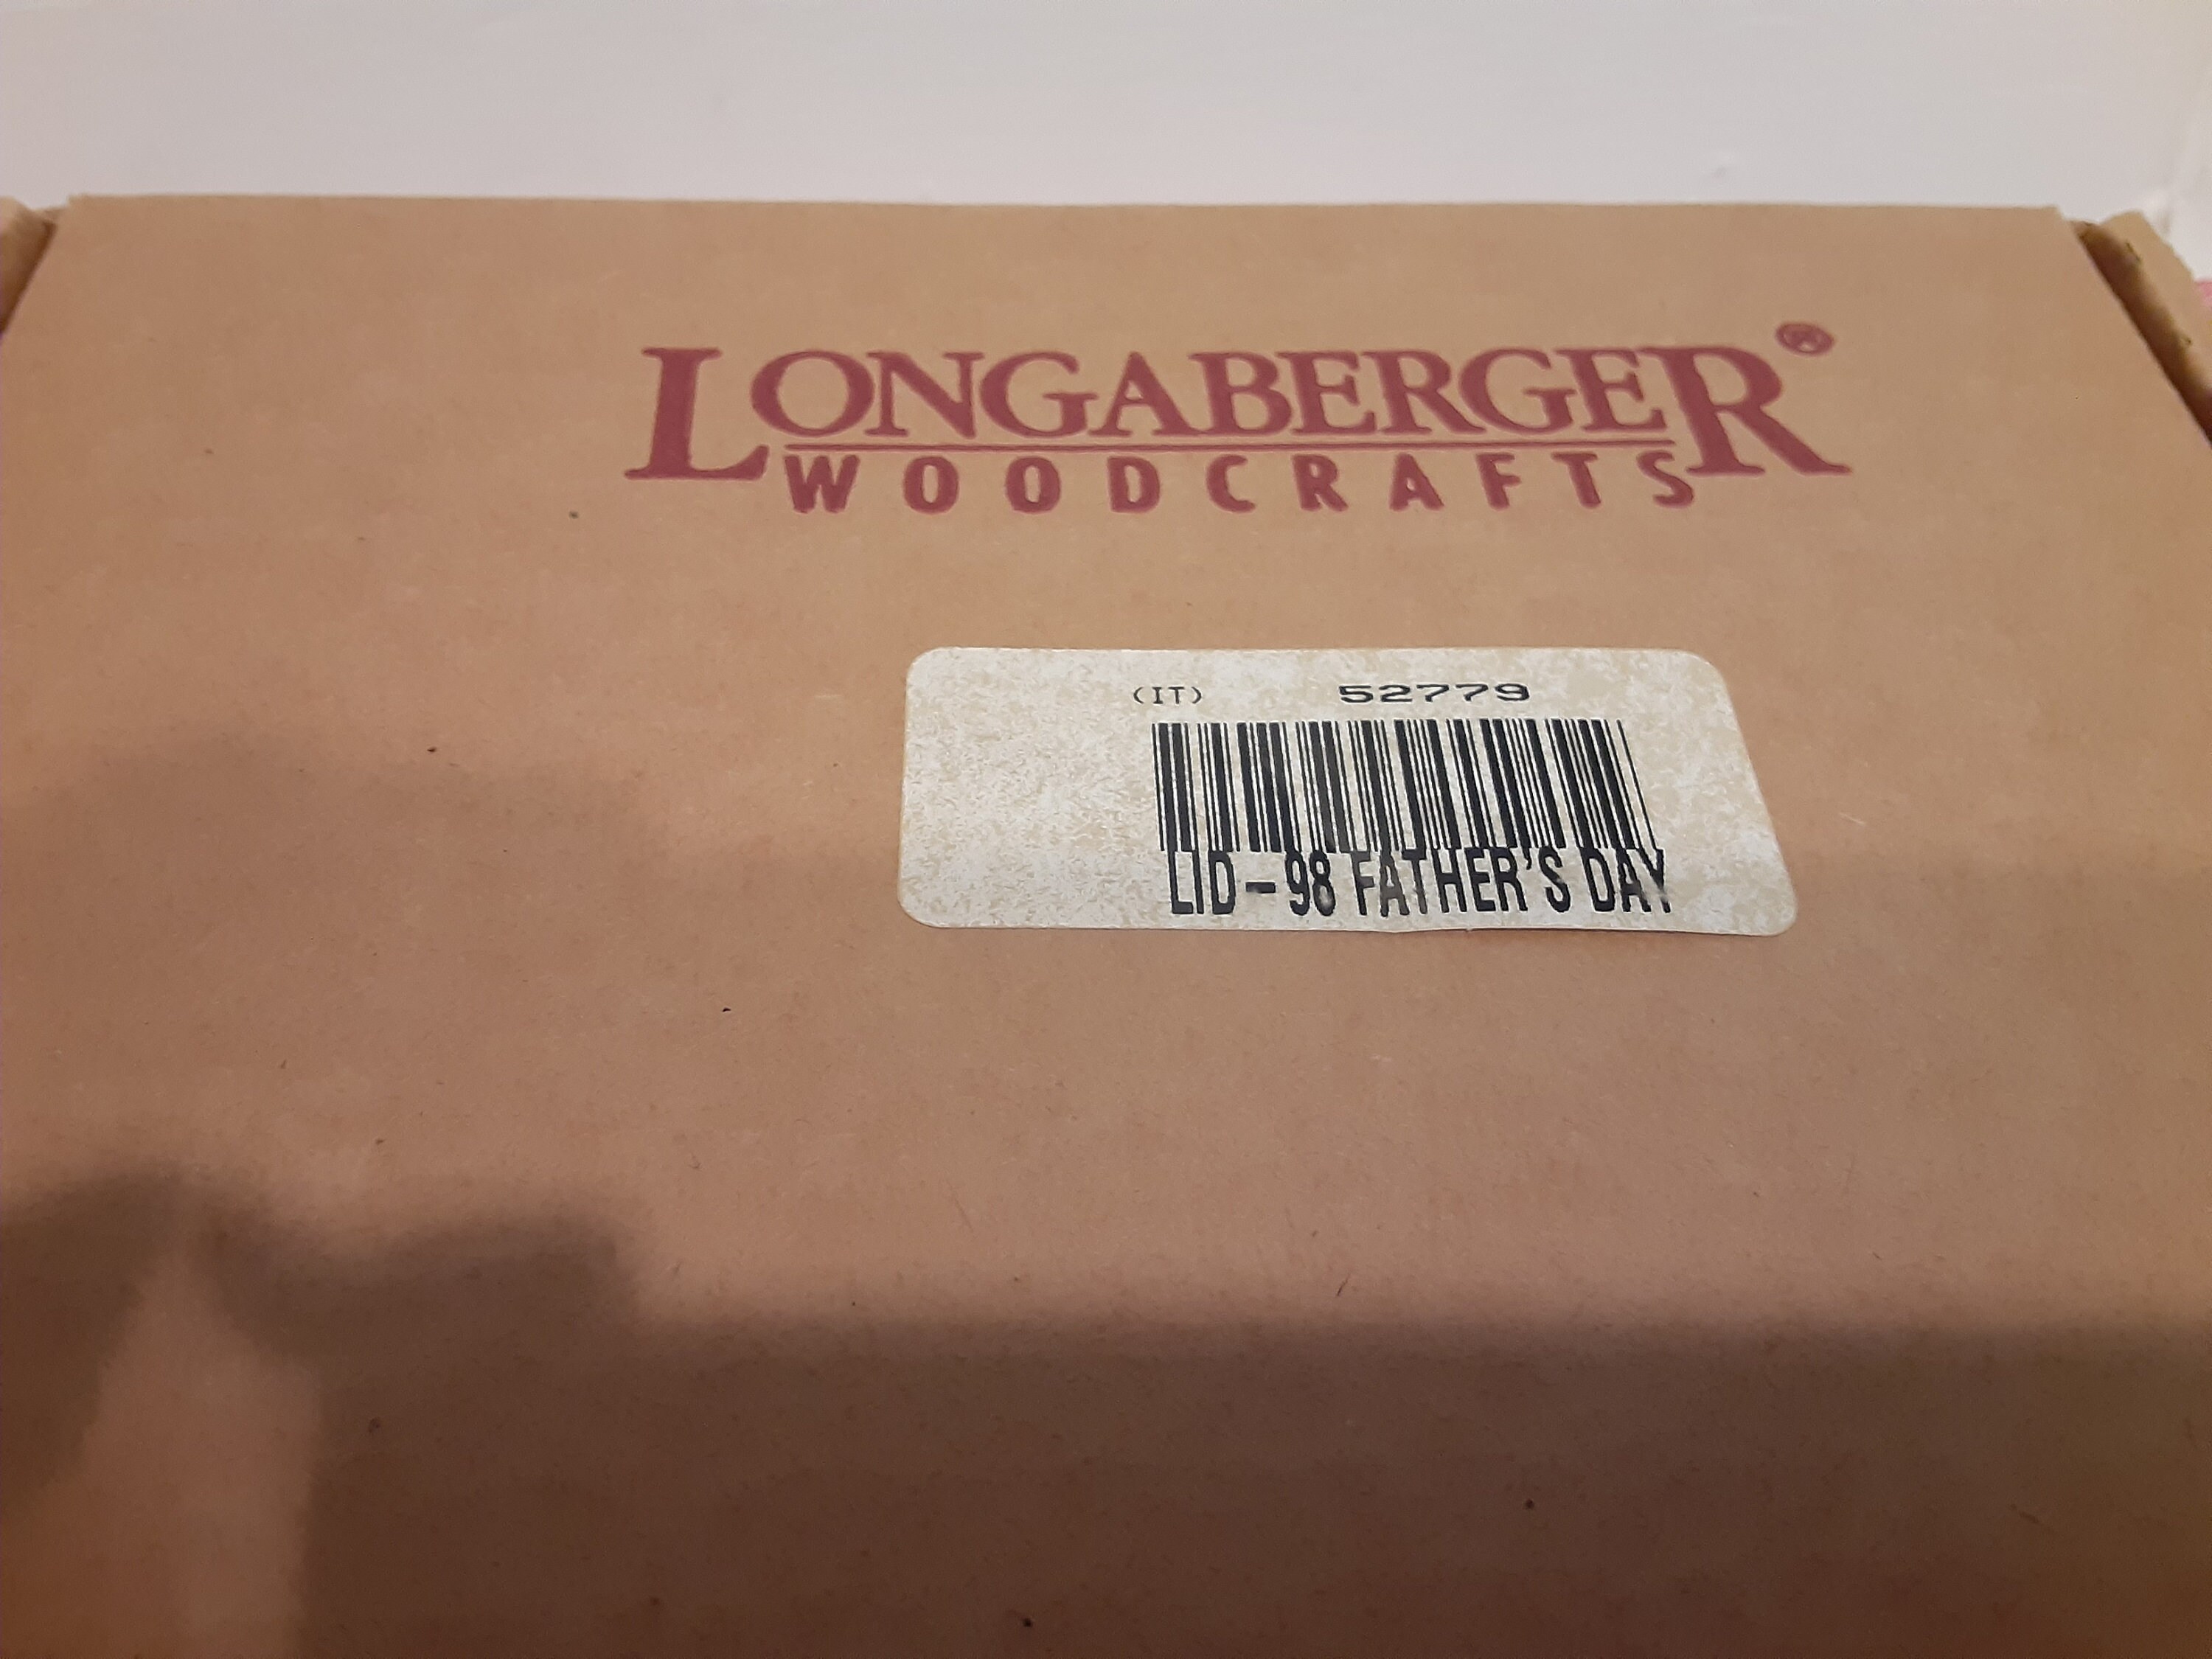 LONGABERGER®
WOODCRAFTS
(IT) 52779
LID-98 FATHER'S DAY